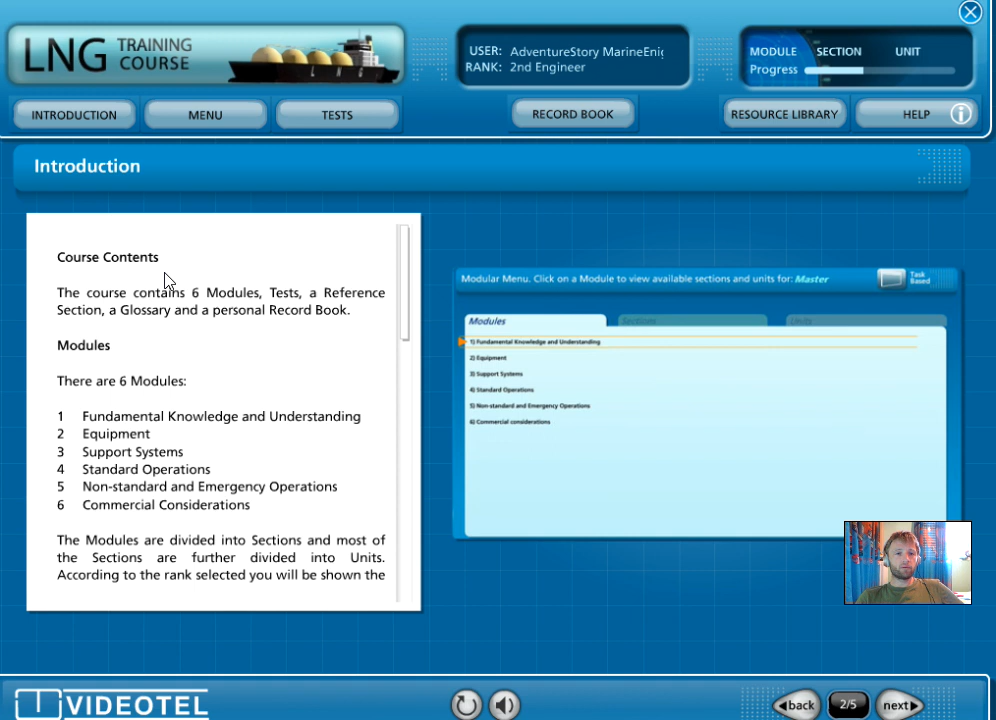 LNG TRAINING COURSE
USER: AdventureStory MarineEni
RANK: 2nd Engineer
MODULE SECTION UNIT
Progress
INTRODUCTION MENU TESTS RECORD BOOK RESOURCE LIBRARY HELP i
Introduction
Course Contents
The course contains 6 Modules, Tests, a Reference
Section, a Glossary and a personal Record Book.
Modules
There are 6 Modules:
1 Fundamental Knowledge and Understanding
2 Equipment
3 Support Systems
4 Standard Operations
5 Non-standard and Emergency Operations
6 Commercial Considerations
The Modules are divided into Sections and most of
the Sections are further divided into Units.
According to the rank selected you will be shown the
Modular Menu. Click on a Module to view available sections and units for: Master
Task
Based
Modules Sections Units
1) Fundamental Knowledge and Understanding
2) Equipment
3) Support Systems
4) Standard Operations
5) Non-standard and Emergency Operations
6) Commercial considerations
VIDEOTEL
back 2/5 next
L N G